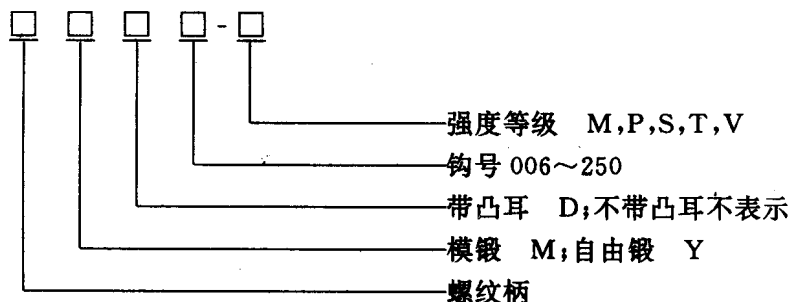 □ □ □ □ - □
强度等级 M,P,S,T,V
钩号 006～250
带凸耳 D;不带凸耳不表示
模锻 M;自由锻 Y
螺纹柄